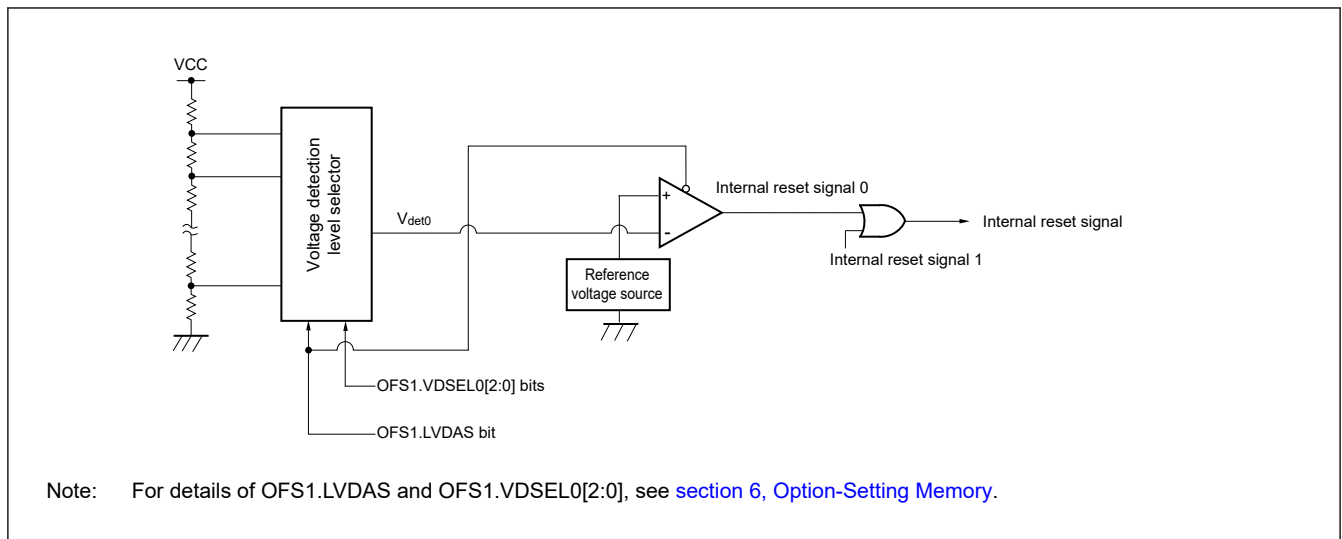 VCC
Voltage detection
level selector
Vdet0
+
-
Internal reset signal 0
Internal reset signal
Internal reset signal 1
Reference
voltage source
OFS1.VDSEL0[2:0] bits
OFS1.LVDAS bit
Note: For details of OFS1.LVDAS and OFS1.VDSEL0[2:0], see section 6, Option-Setting Memory.